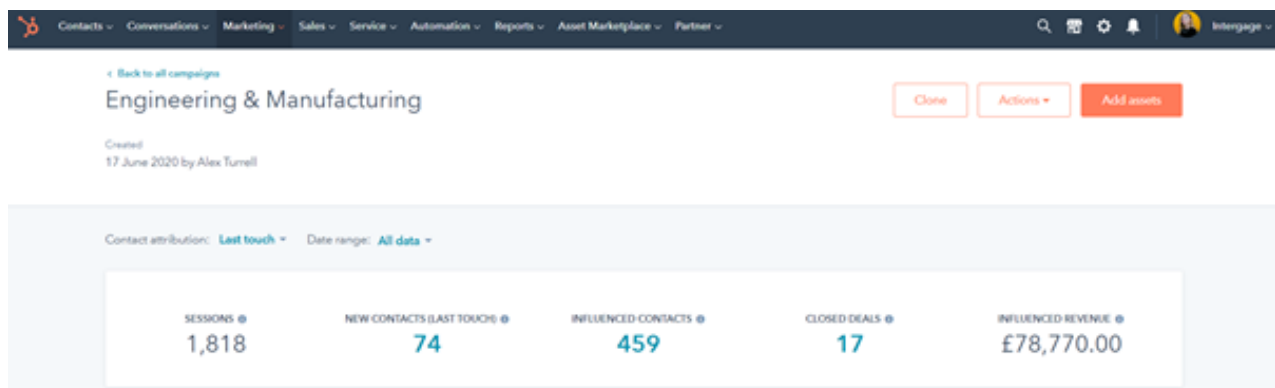 Contacts Conversations Marketing Sales Service Automation Reports Asset Marketplace Partner Intergage
Back to all campaigns
Engineering & Manufacturing
Clone Actions Add assets
Created
17 June 2020 by Alex Turrell
Contact attribution: Last touch Date range: All data
SESSIONS NEW CONTACTS (LAST TOUCH) INFLUENCED CONTACTS CLOSED DEALS INFLUENCED REVENUE
1,818 74 459 17 £78,770.00